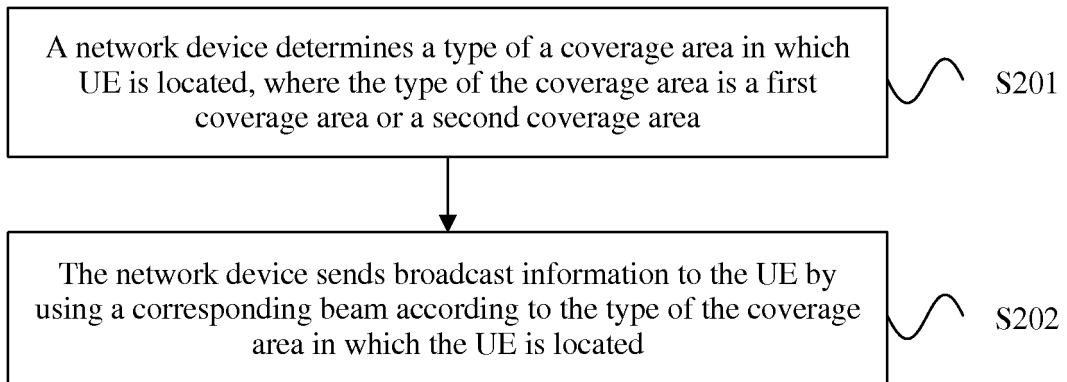 A network device determines a type of a coverage area in which
UE is located, where the type of the coverage area is a first
coverage area or a second coverage area
S201
The network device sends broadcast information to the UE by
using a corresponding beam according to the type of the coverage
area in which the UE is located
S202